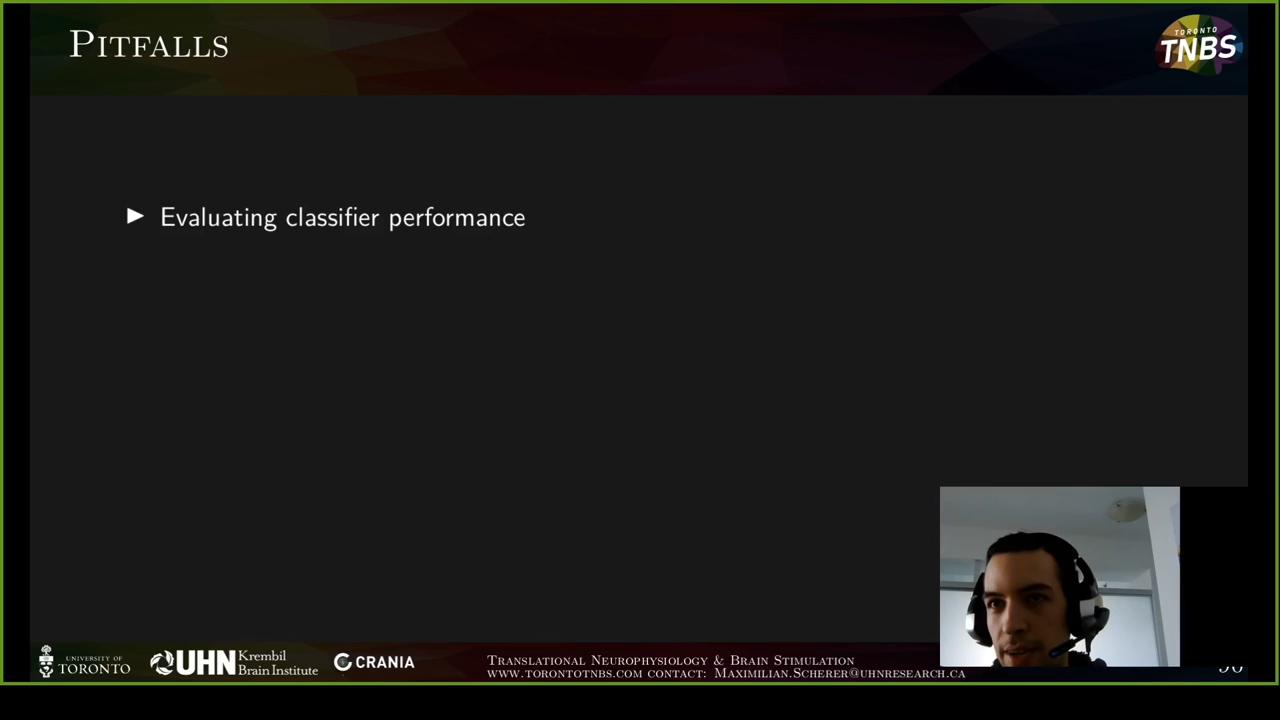 PITFALLS
TORONTO
TNBS
▶ Evaluating classifier performance
UNIVERSITY OF
TORONTO
UHN Krembil
Brain Institute
CRANIA
TRANSLATIONAL NEUROPHYSIOLOGY & BRAIN STIMULATION
WWW.TORONTOTNBS.COM CONTACT: MAXIMILIAN.SCHERER@UHNRESEARCH.CA